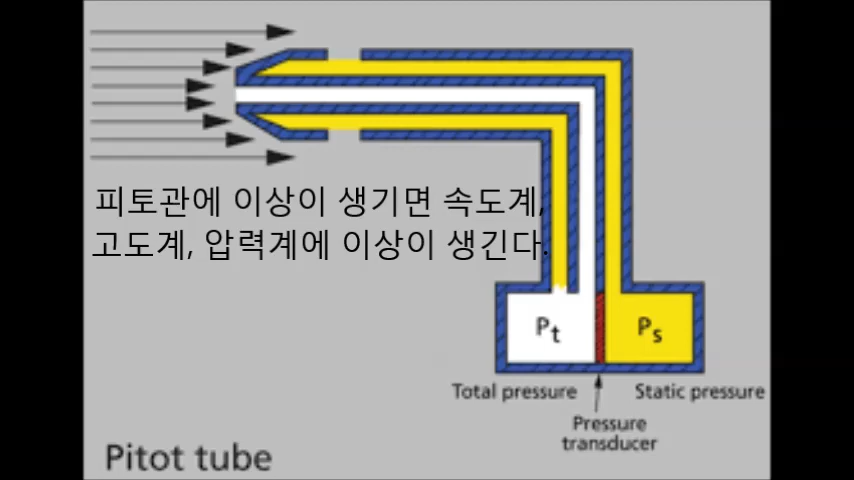 피토관에 이상이 생기면 속도계,
고도계, 압력계에 이상이 생긴다.
Pt
Ps
Total pressure
Static pressure
Pressure
transducer
Pitot tube